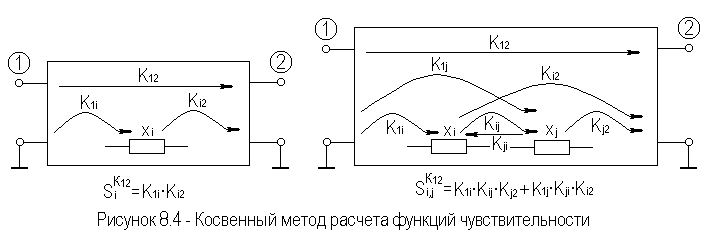 1 2
K12
K1i Ki2
xi
S_i^K12=K1i·Ki2
1 2
K12
K1j Ki2
K1i xi Kij xj Kj2
Kji
S_i,j^K12=K1i·Kij·Kj2+K1j·Kji·Ki2
Рисунок 8.4 - Косвенный метод расчета функций чувствительности